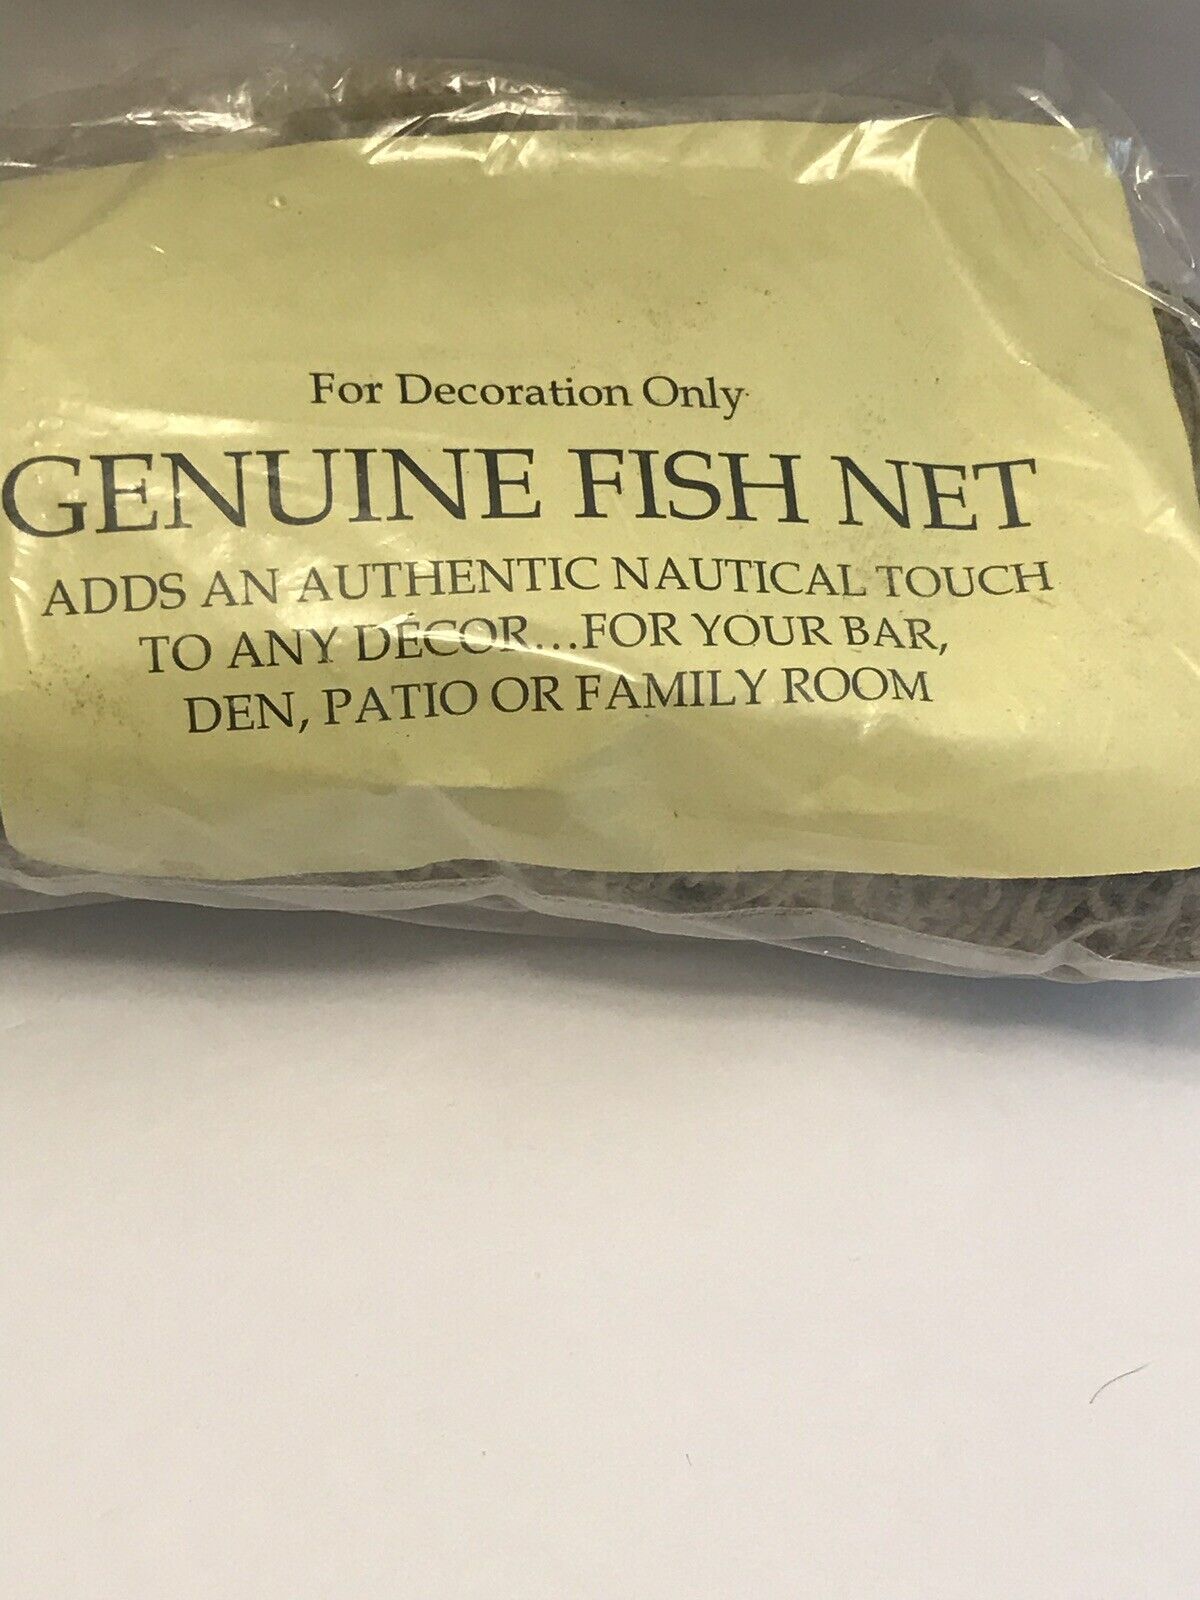 For Decoration Only
GENUINE FISH NET
ADDS AN AUTHENTIC NAUTICAL TOUCH
TO ANY DÉCOR...FOR YOUR BAR,
DEN, PATIO OR FAMILY ROOM